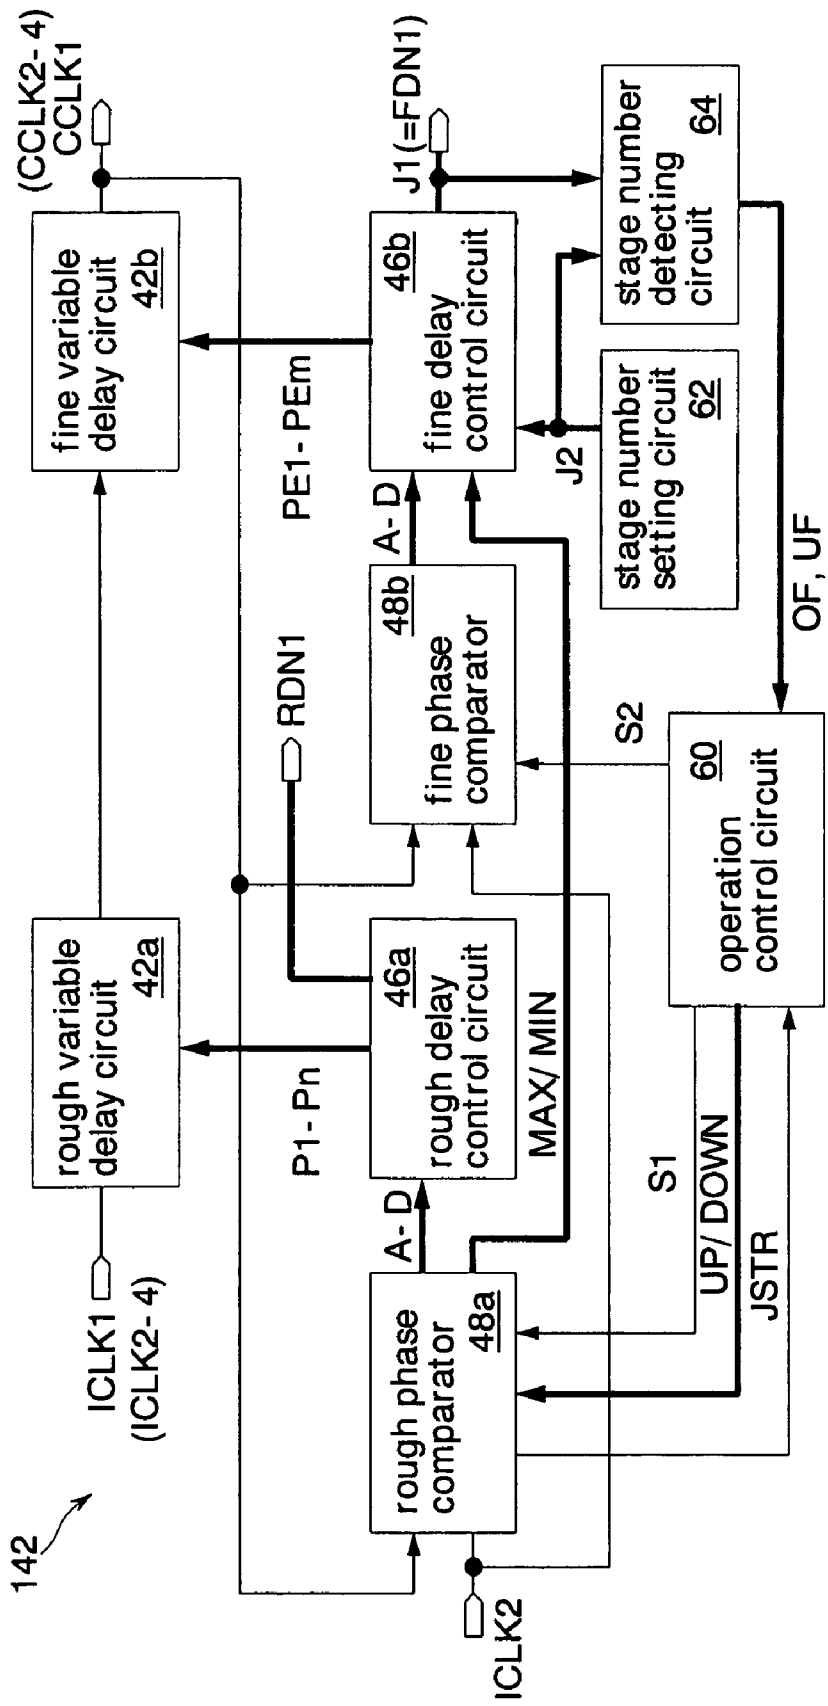 142
ICLK1
(ICLK2-4)
rough variable
delay circuit
42a
fine variable
delay circuit
42b
(CCLK2-4)
CCLK1
P1-Pn
RDN1
PE1-PEm
ICLK2
rough phase
comparator
48a
A-D
rough delay
control circuit
46a
fine phase
comparator
48b
A-D
fine delay
control circuit
46b
J1(=FDN1)
MAX/MIN
J2
S1
UP/DOWN
JSTR
S2
operation
control circuit
60
stage number
setting circuit
62
stage number
detecting
circuit
64
OF, UF